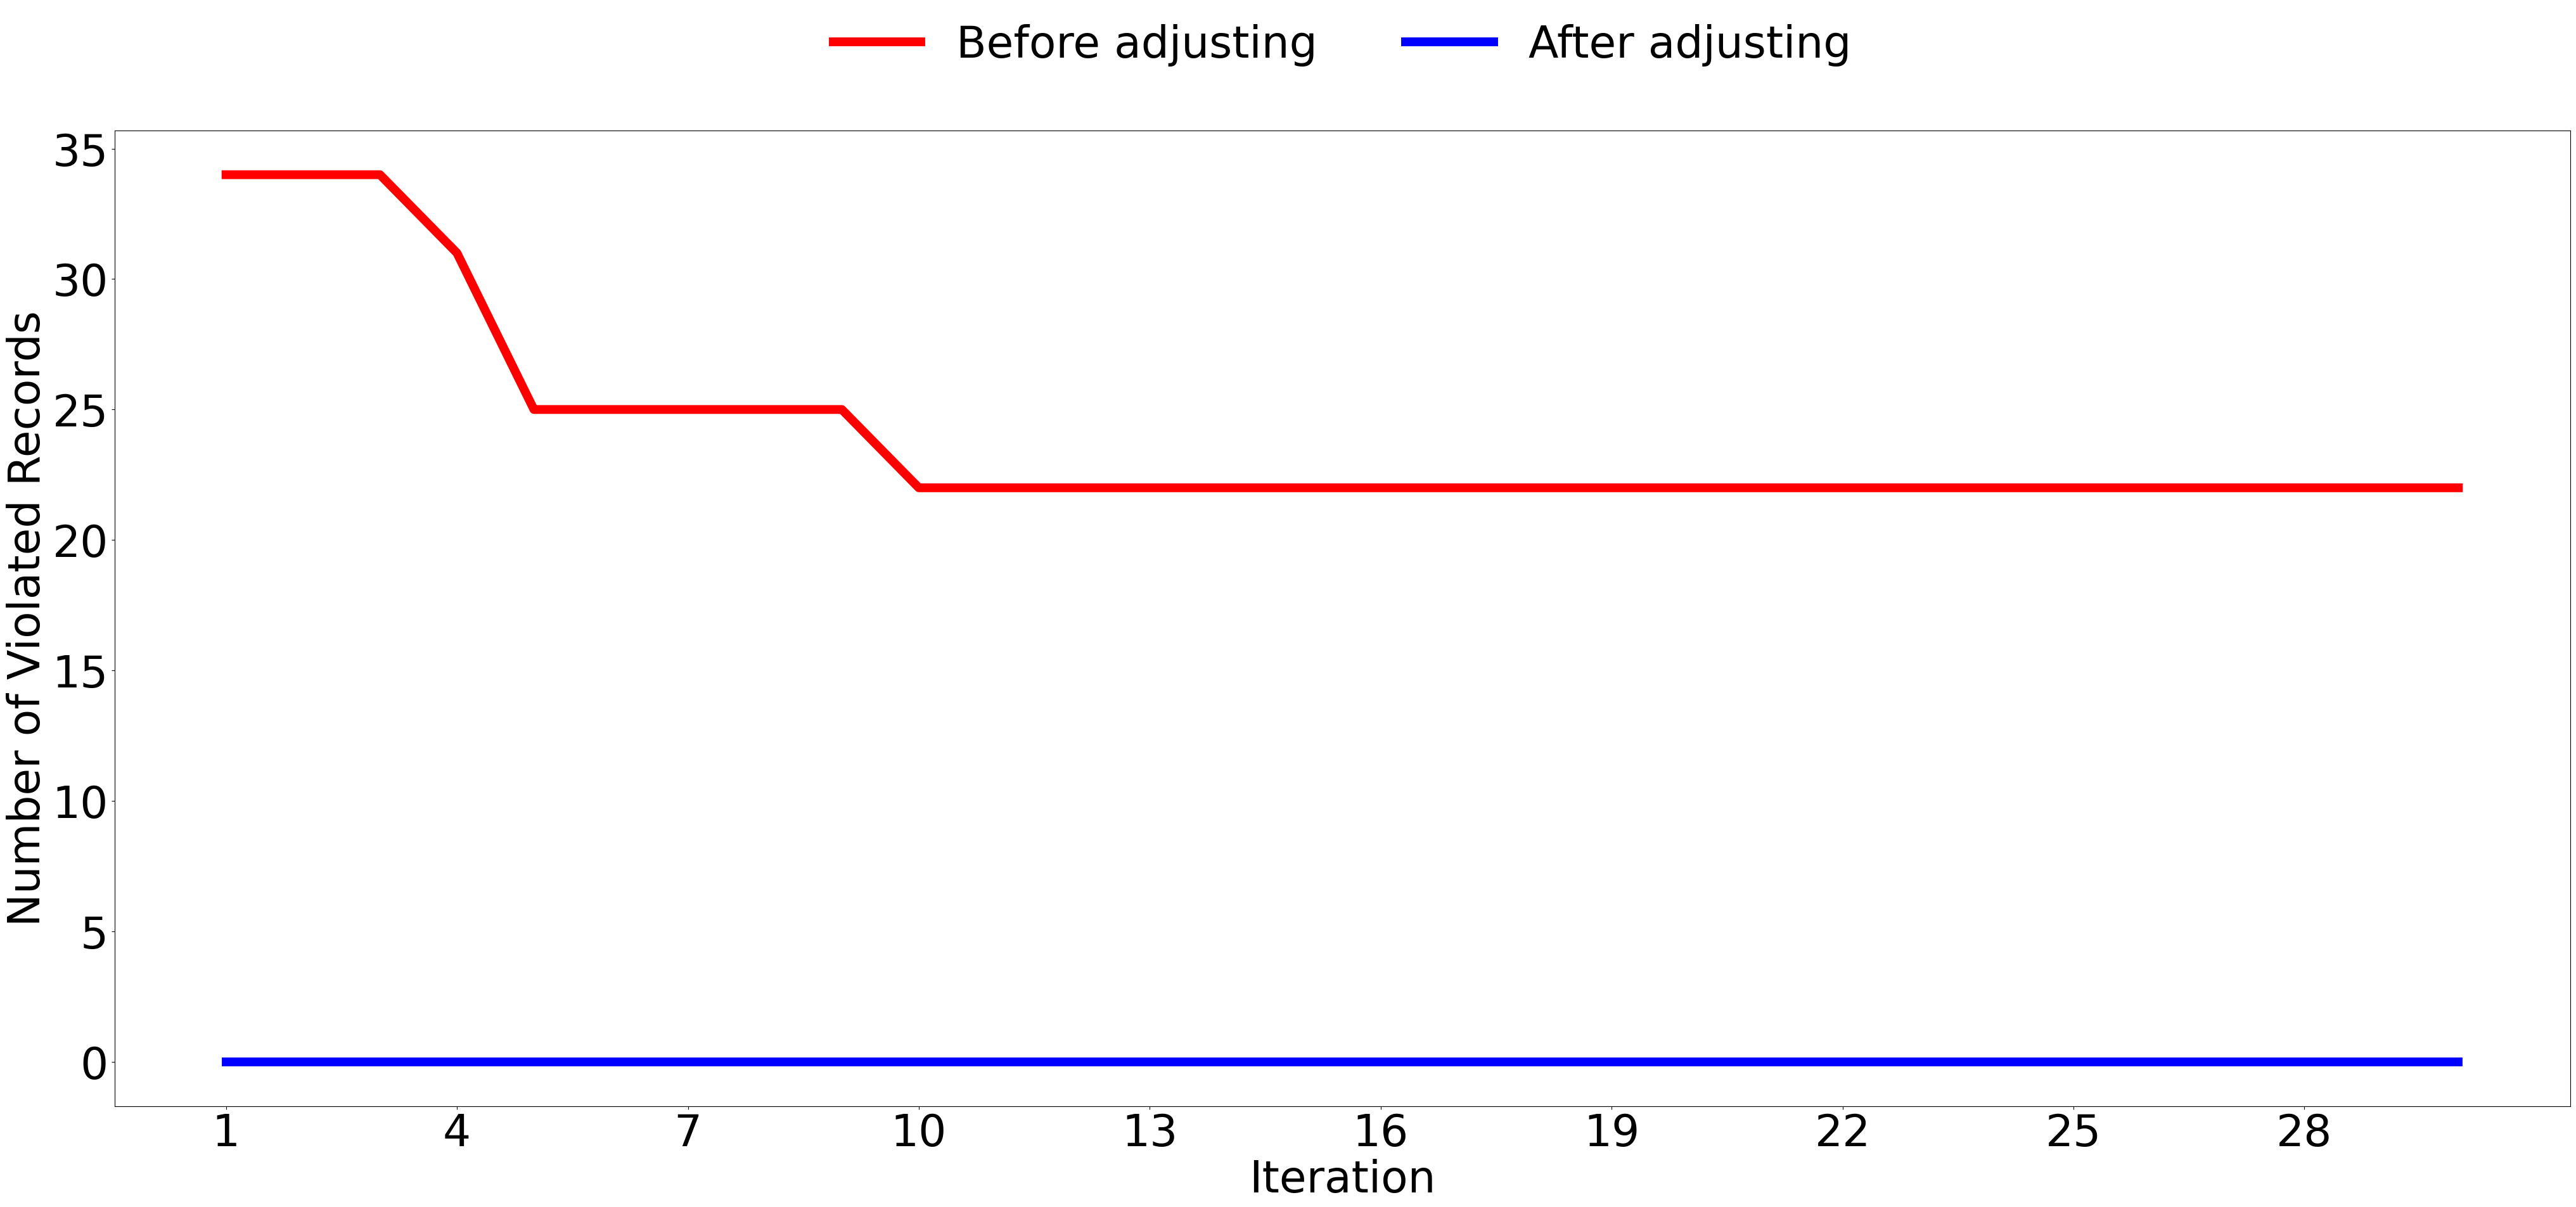 Before adjusting
After adjusting
Number of Violated Records
35
30
25
20
15
10
5
0
1 4 7 10 13 16 19 22 25 28
Iteration